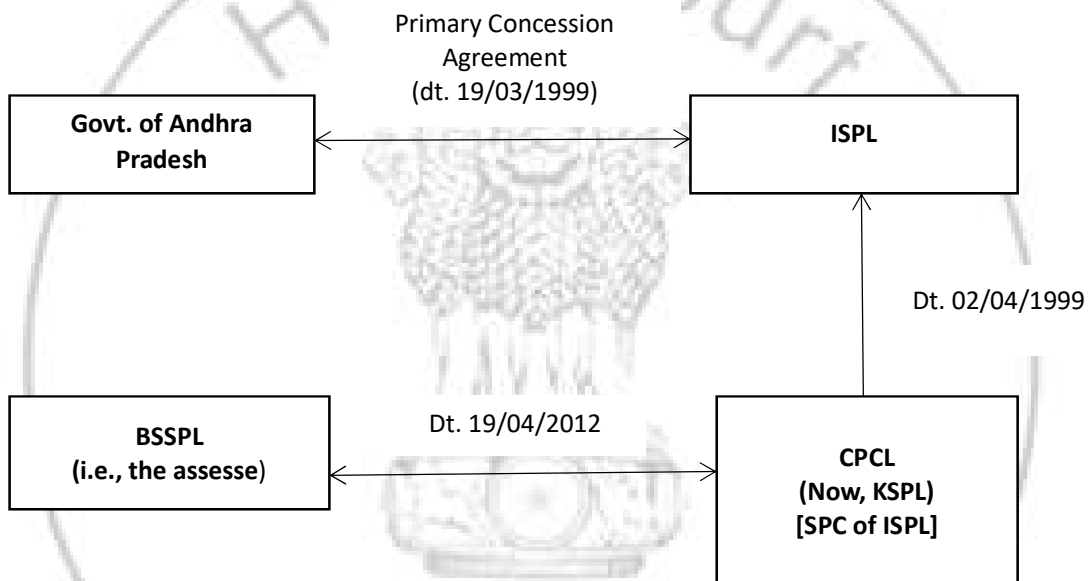 Primary Concession
Agreement
(dt. 19/03/1999)
Govt. of Andhra
Pradesh
ISPL
Dt. 02/04/1999
BSSPL
(i.e., the assesse)
Dt. 19/04/2012
CPCL
(Now, KSPL)
[SPC of ISPL]